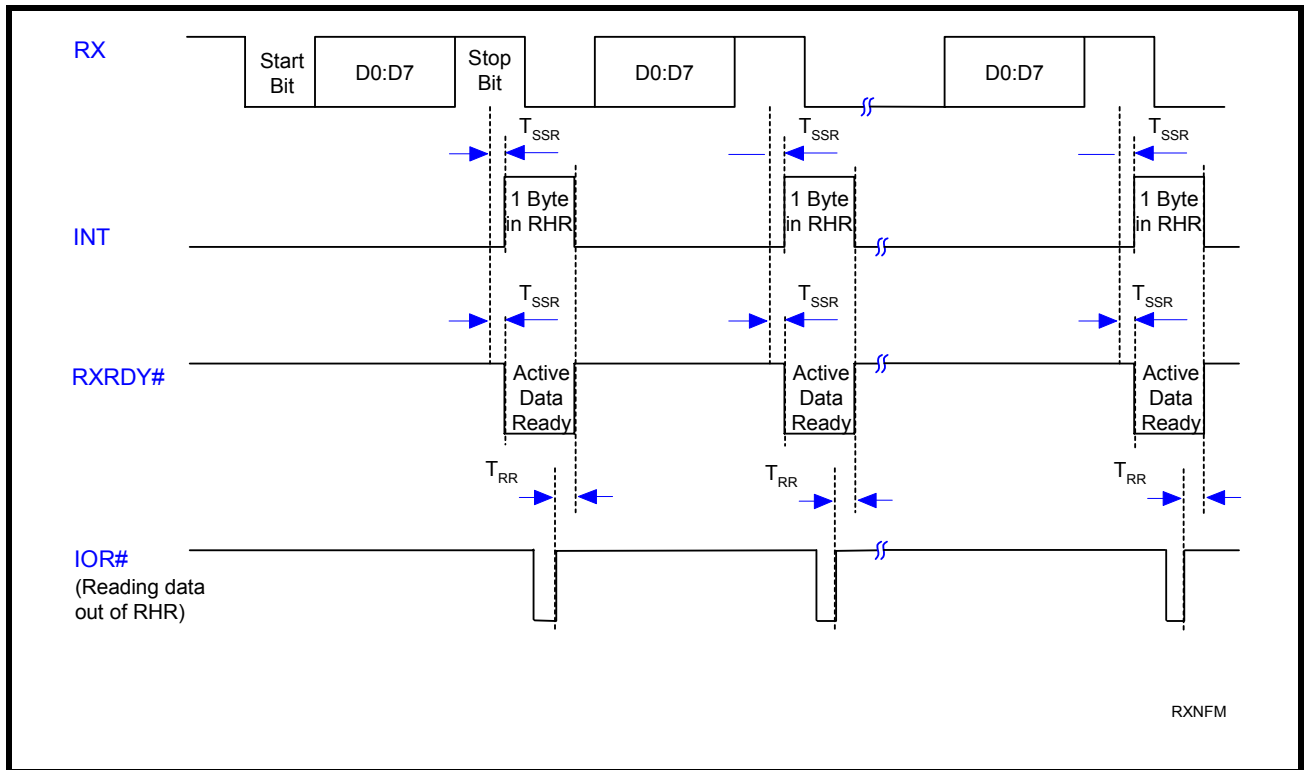 RX
Start
Bit
D0:D7
Stop
Bit
D0:D7
D0:D7
TSSR
TSSR
TSSR
INT
1 Byte
in RHR
1 Byte
in RHR
1 Byte
in RHR
TSSR
TSSR
TSSR
RXRDY#
Active
Data
Ready
Active
Data
Ready
Active
Data
Ready
TRR
TRR
TRR
IOR#
(Reading data
out of RHR)
RXNFM